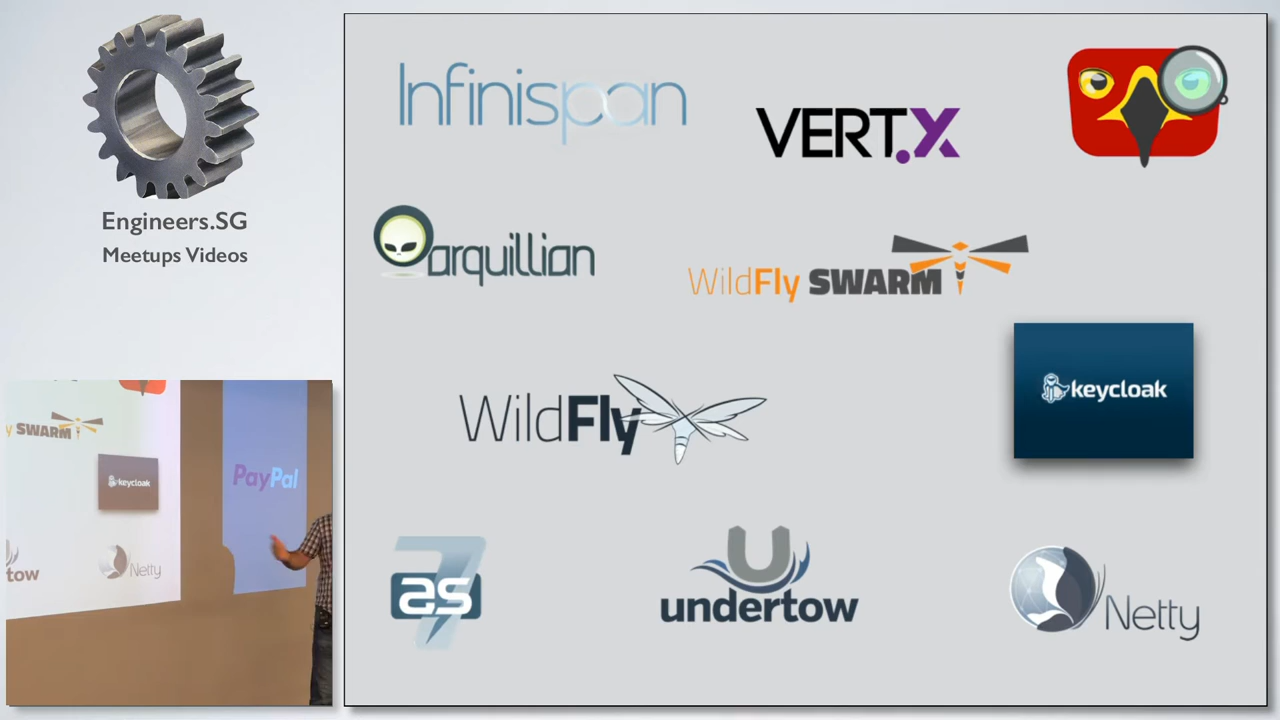 Engineers.SG
Meetups Videos
Infinispan
VERT.X
arquillian
WildFly SWARM
WildFly
keycloak
as
7
undertow
Netty
y SWARM
keycloak
PayPal
tow
Netty